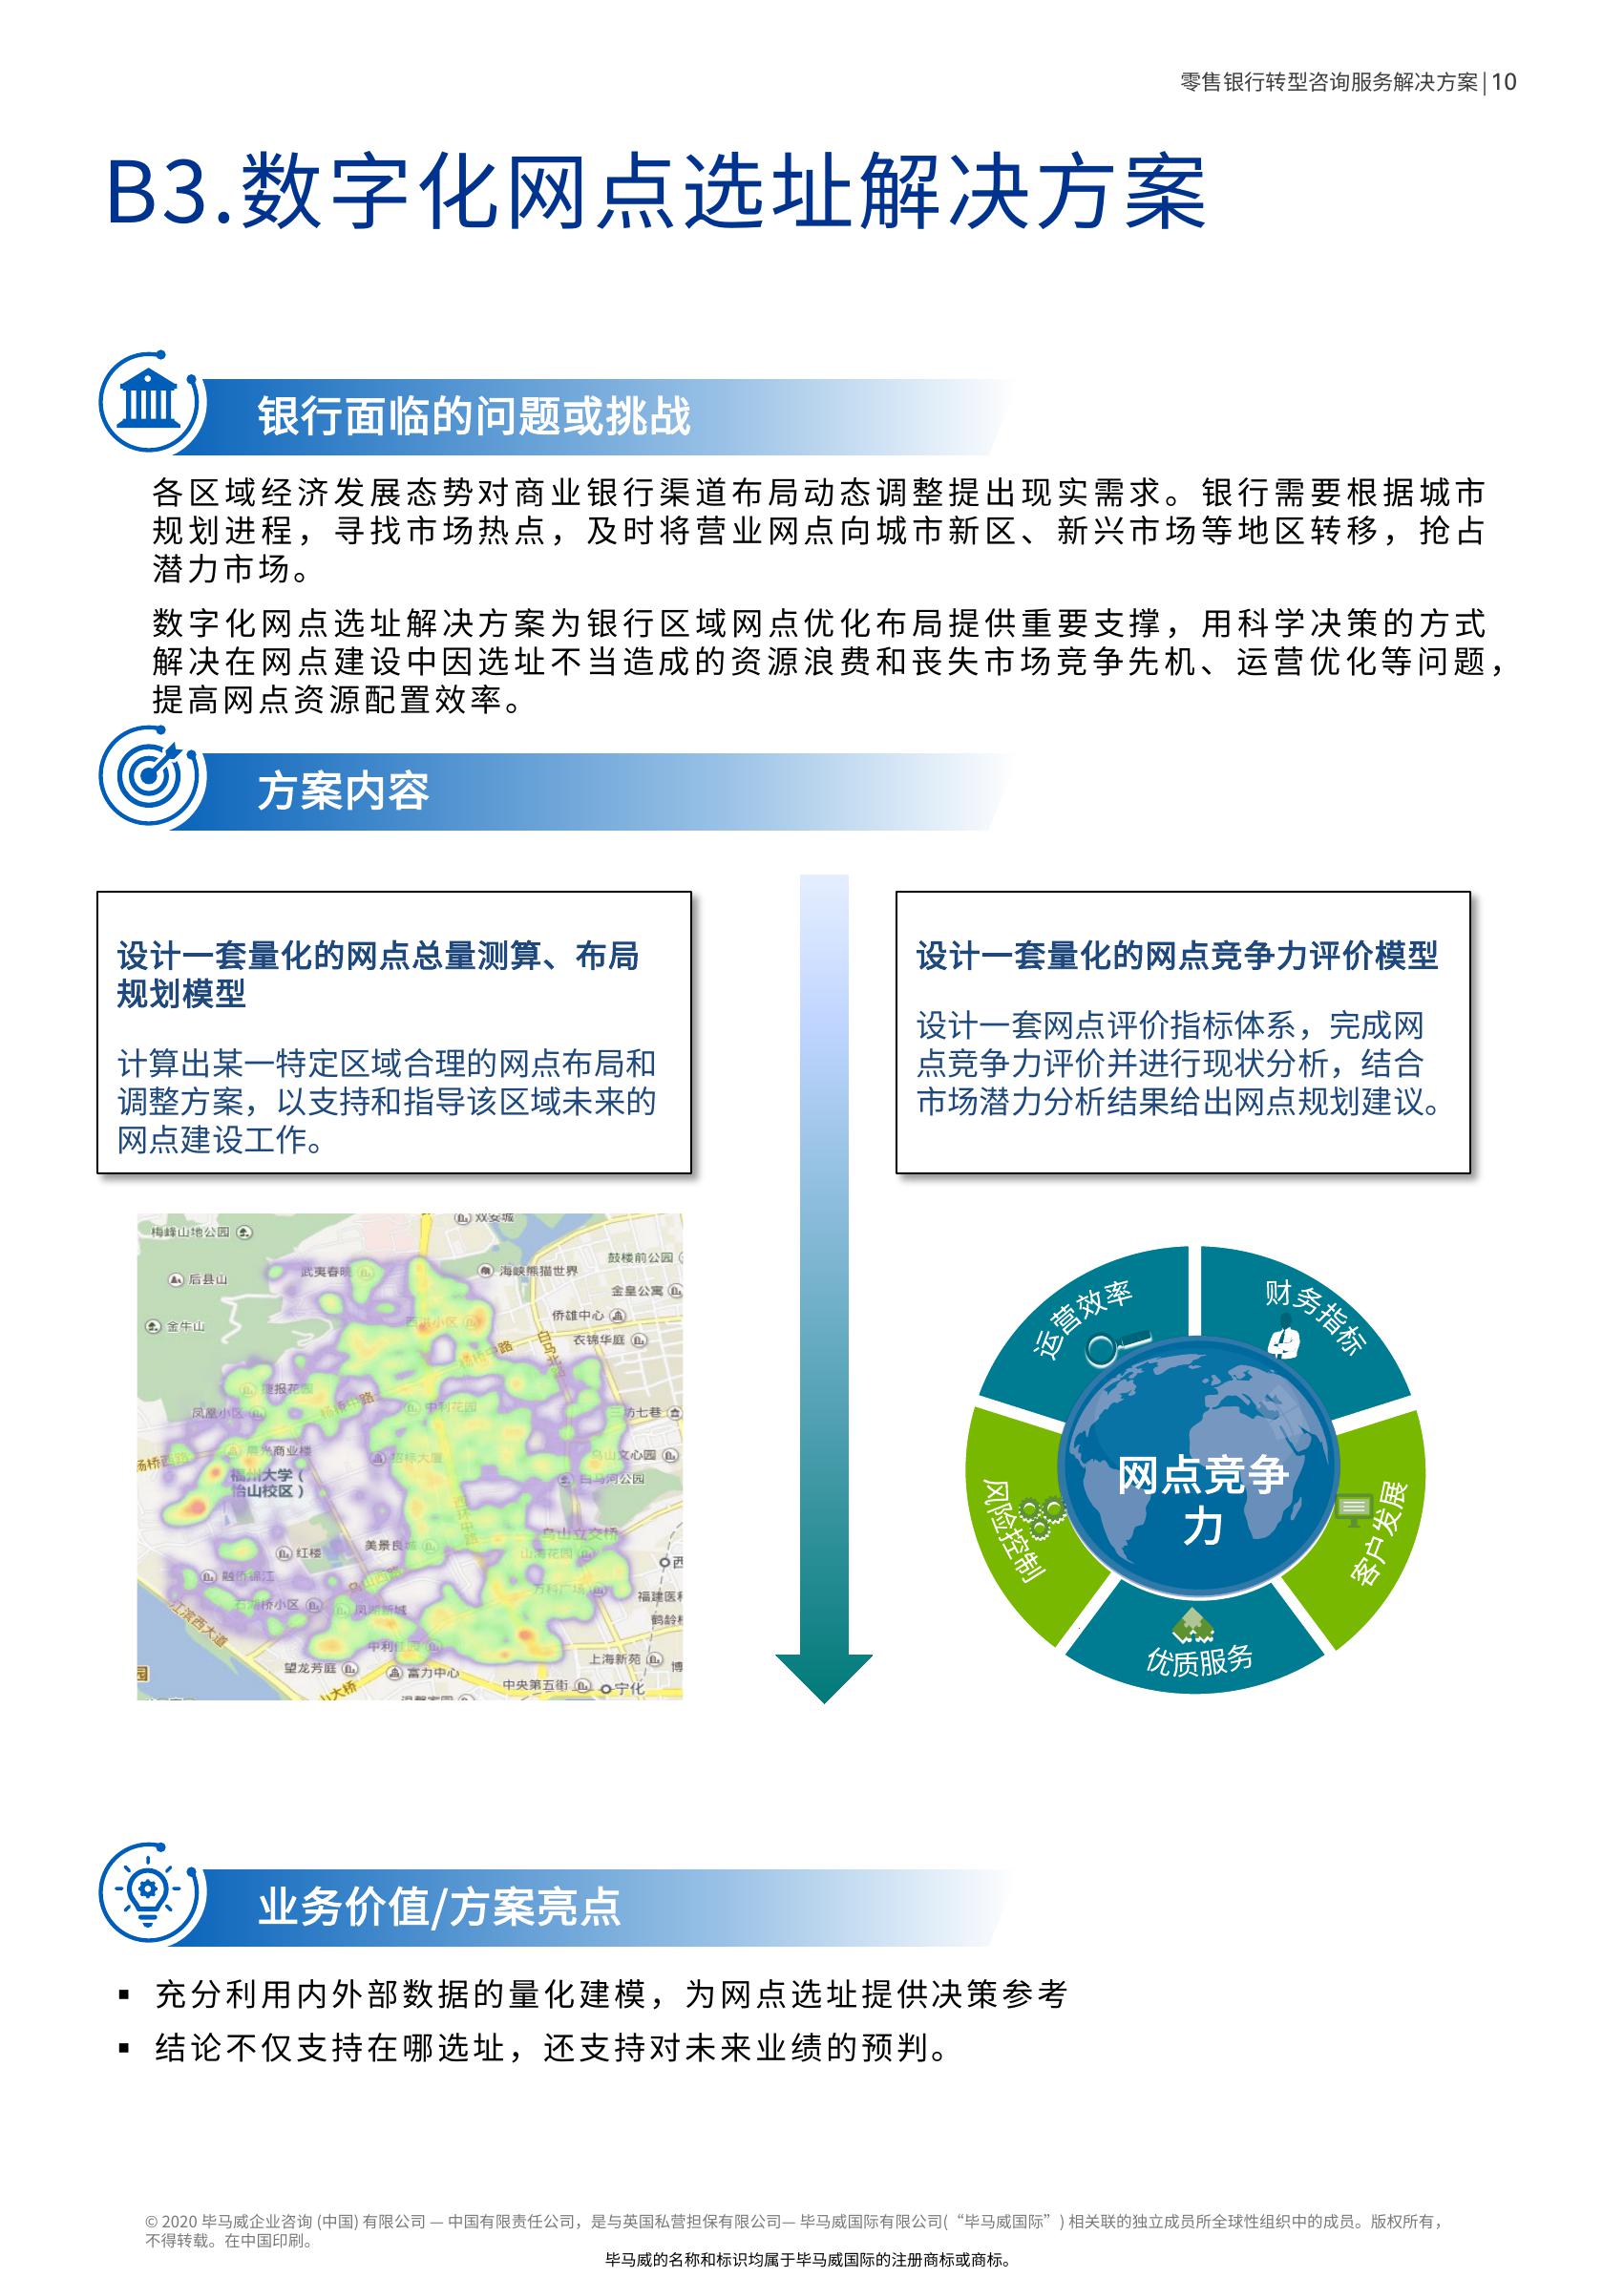 零售银行转型咨询服务解决方案|10
B3.数字化网点选址解决方案
银行面临的问题或挑战
各区域经济发展态势对商业银行渠道布局动态调整提出现实需求。银行需要根据城市
规划进程，寻找市场热点，及时将营业网点向城市新区、新兴市场等地区转移，抢占
潜力市场。
数字化网点选址解决方案为银行区域网点优化布局提供重要支撑，用科学决策的方式
解决在网点建设中因选址不当造成的资源浪费和丧失市场竞争先机、运营优化等问题，
提高网点资源配置效率。
方案内容
设计一套量化的网点总量测算、布局
规划模型
计算出某一特定区域合理的网点布局和
调整方案，以支持和指导该区域未来的
网点建设工作。
设计一套量化的网点竞争力评价模型
设计一套网点评价指标体系，完成网
点竞争力评价并进行现状分析，结合
市场潜力分析结果给出网点规划建议。
梅峰山地公园
双安城
鼓楼前公园
后县山
武夷春
海峡熊猫世界
金皇公寓
金牛山
侨雄中心
衣锦华庭
西洪小区
白马北
杨桥中路
杨桥中路
凤凰小区
中利花园
坊七巷
商业楼
招标大厦
山文心园
福州大学（
怡山校区）
白马河公园
西环中路
乌山立交桥
红楼
美景良
山海花园
融侨锦江
万科广场
福建医科
凤湖新城
鹤龄
江滨西大道
中利
上海新苑
望龙芳庭
富力中心
中央第五街
宁化
大桥
运营效率
财务指标
风险控制
客户发展
优质服务
网点竞争
力
业务价值/方案亮点
▪ 充分利用内外部数据的量化建模，为网点选址提供决策参考
▪ 结论不仅支持在哪选址，还支持对未来业绩的预判。
© 2020 毕马威企业咨询 (中国) 有限公司 — 中国有限责任公司，是与英国私营担保有限公司— 毕马威国际有限公司(“毕马威国际”) 相关联的独立成员所全球性组织中的成员。版权所有，
不得转载。在中国印刷。
毕马威的名称和标识均属于毕马威国际的注册商标或商标。